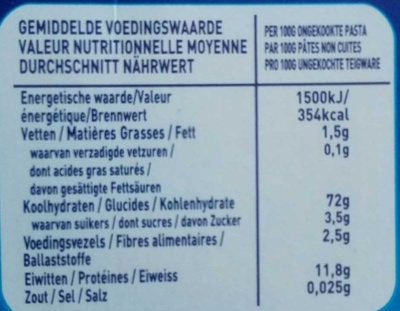 GEMIDDELDE VOEDINGSWAARDE
VALEUR NUTRITIONNELLE MOYENNE
DURCHSCHNITT NÄHRWERT
PER 100G ONGEKOOKTE PASTA
PAR 100G PÂTES NON CUITES
PRO 100G UNGEKOCHTE TEIGWARE
Energetische waarde/Valeur 1500kJ/
énergétique/Brennwert 354kcal
Vetten / Matières Grasses / Fett 1,5g
waarvan verzadigde vetzuren / 0,1g
dont acides gras saturés /
davon gesättigte Fettsäuren
Koolhydraten / Glucides / Kohlenhydrate 72g
waarvan suikers / dont sucres / davon Zucker 3,5g
Voedingsvezels / Fibres alimentaires / 2,5g
Ballaststoffe
Eiwitten / Protéines / Eiweiss 11,8g
Zout / Sel / Salz 0,025g